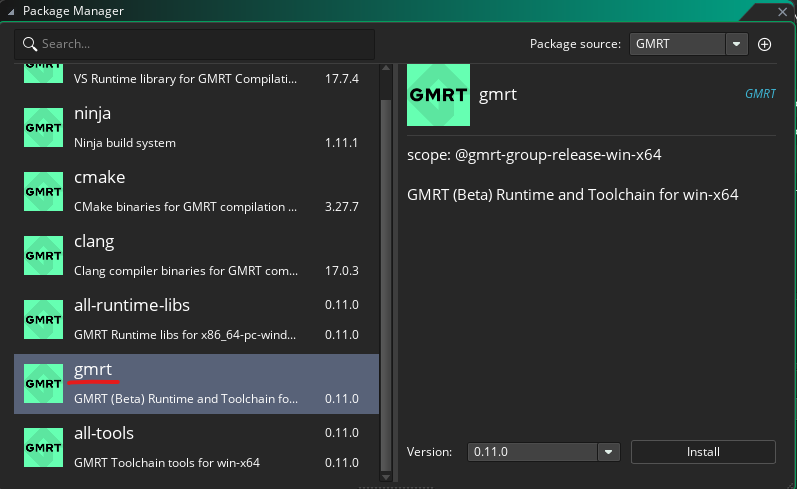 Package Manager
Search...
Package source:
GMRT
GMRT
VS Runtime library for GMRT Compilati...
17.7.4
GMRT
ninja
Ninja build system
1.11.1
GMRT
cmake
CMake binaries for GMRT compilation ...
3.27.7
GMRT
clang
Clang compiler binaries for GMRT com...
17.0.3
GMRT
all-runtime-libs
0.11.0
GMRT Runtime libs for x86_64-pc-wind...
0.11.0
GMRT
gmrt
GMRT (Beta) Runtime and Toolchain fo...
0.11.0
GMRT
all-tools
0.11.0
GMRT Toolchain tools for win-x64
0.11.0
GMRT
gmrt
GMRT
scope: @gmrt-group-release-win-x64
GMRT (Beta) Runtime and Toolchain for win-x64
Version:
0.11.0
Install